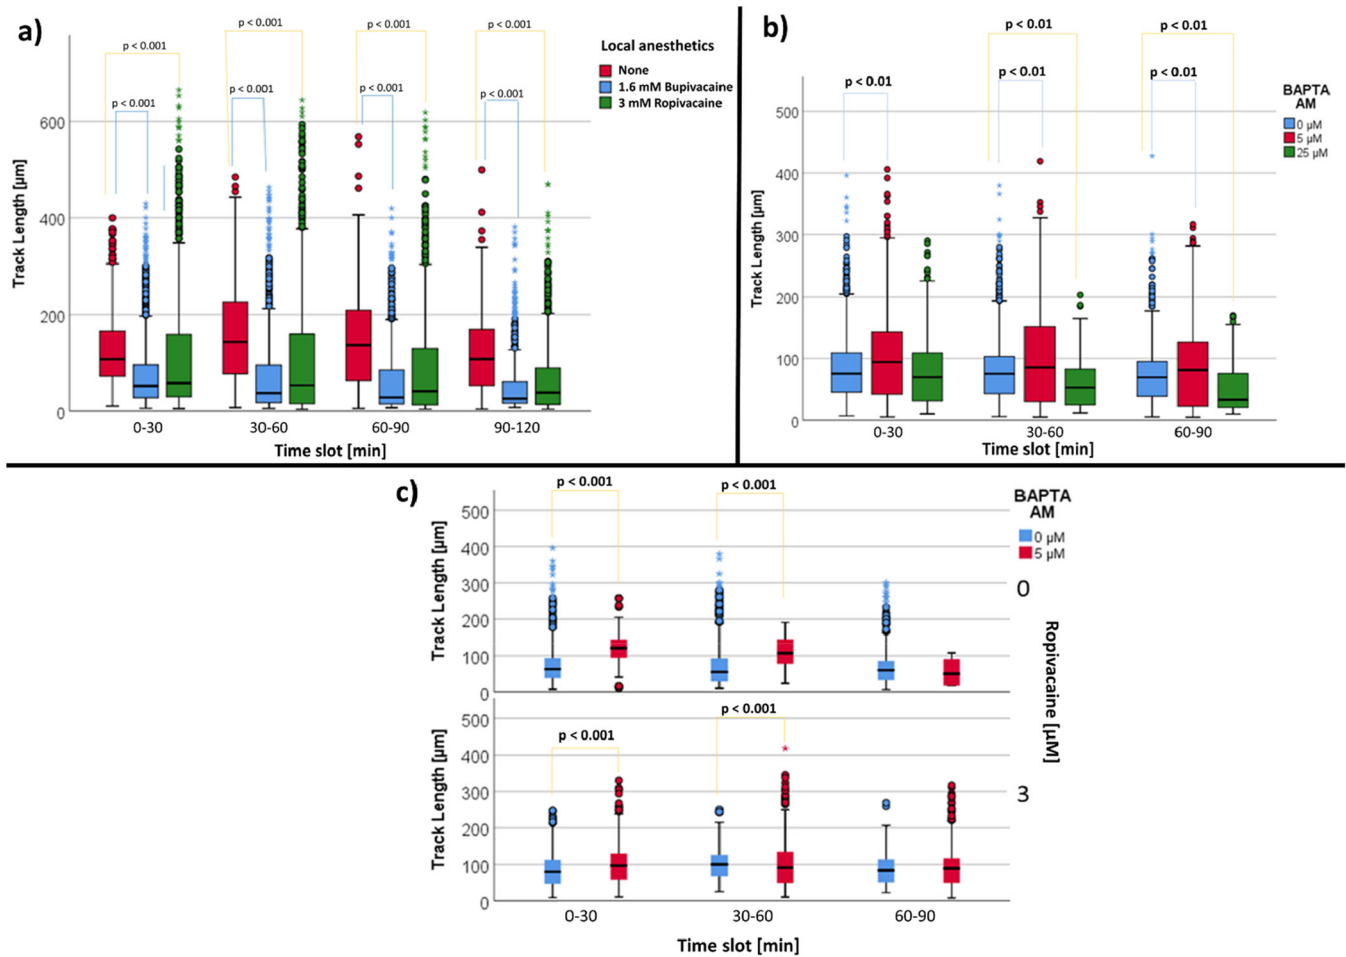 a)
p < 0.001
p < 0.001
p < 0.001
p < 0.001
p < 0.001
p < 0.001
p < 0.001
p < 0.001
Local anesthetics
None
1.6 mM Bupivacaine
3 mM Ropivacaine
Track Length [µm]
600
400
200
0
0-30
30-60
60-90
90-120
Time slot [min]
b)
p < 0.01
p < 0.01
p < 0.01
p < 0.01
p < 0.01
BAPTA
AM
0 µM
5 µM
25 µM
Track Length [µm]
500
400
300
200
100
0
0-30
30-60
60-90
Time slot [min]
c)
p < 0.001
p < 0.001
BAPTA
AM
0 µM
5 µM
Track Length [µm]
500
400
300
200
100
0
0
Ropivacaine [µM]
p < 0.001
p < 0.001
Track Length [µm]
500
400
300
200
100
0
3
0-30
30-60
60-90
Time slot [min]